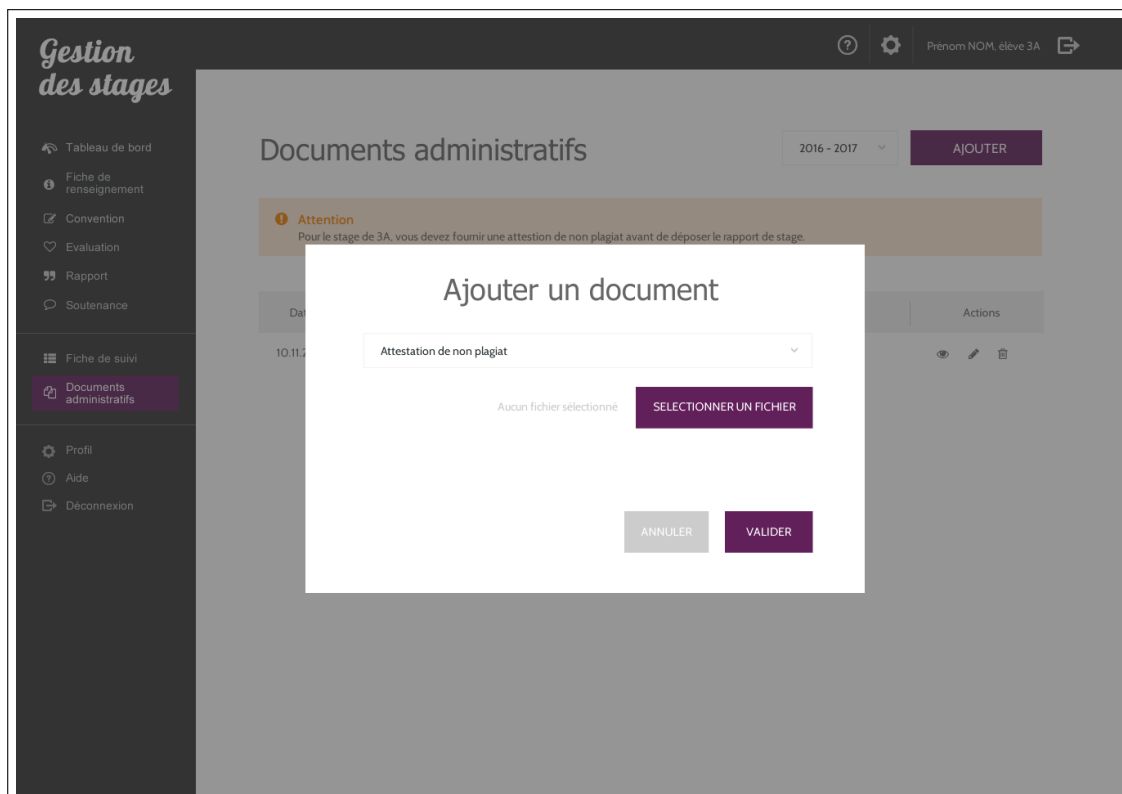 Gestion
des stages
Prénom NOM, élève 3A
Tableau de bord
Fiche de
renseignement
Convention
Evaluation
Rapport
Soutenance
Fiche de suivi
Documents
administratifs
Profil
Aide
Déconnexion
Documents administratifs
2016 - 2017
AJOUTER
Attention
Pour le stage de 3A, vous devez fournir une attestion de non plagiat avant de déposer le rapport de stage.
Actions
10.11.2
Ajouter un document
Attestation de non plagiat
Aucun fichier sélectionné
SELECTIONNER UN FICHIER
ANNULER
VALIDER